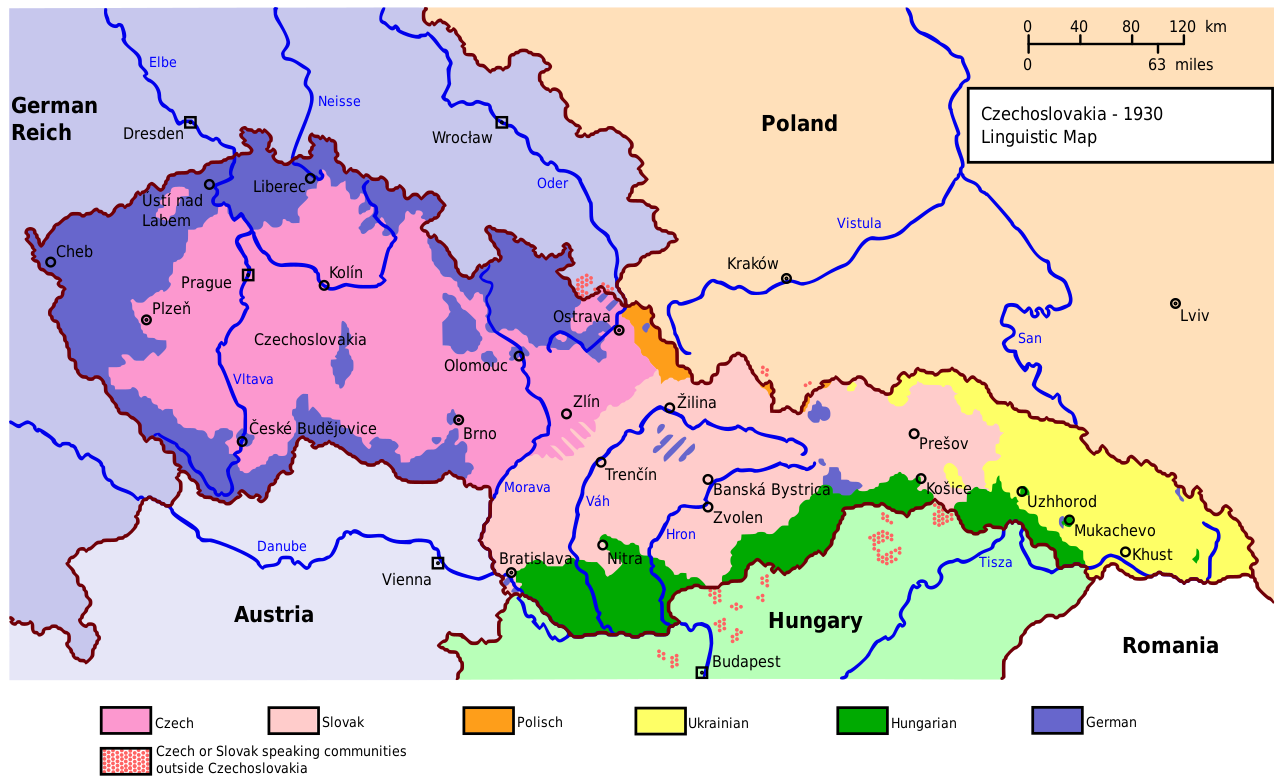 0 40 80 120 km
0 63 miles
Czechoslovakia - 1930
Linguistic Map
German
Reich
Elbe
Neisse
Dresden
Wrocław
Poland
Oder
Liberec
Ústí nad
Labem
Vistula
Cheb
Kraków
Prague
Kolín
Plzeň
Ostrava
Lviv
Czechoslovakia
San
Olomouc
Vltava
Zlín
Žilina
České Budějovice
Brno
Prešov
Trenčín
Morava
Váh
Banská Bystrica
Košice
Uzhhorod
Zvolen
Mukachevo
Hron
Danube
Bratislava
Nitra
Khust
Tisza
Vienna
Austria
Hungary
Romania
Budapest
Czech
Slovak
Polisch
Ukrainian
Hungarian
German
Czech or Slovak speaking communities
outside Czechoslovakia